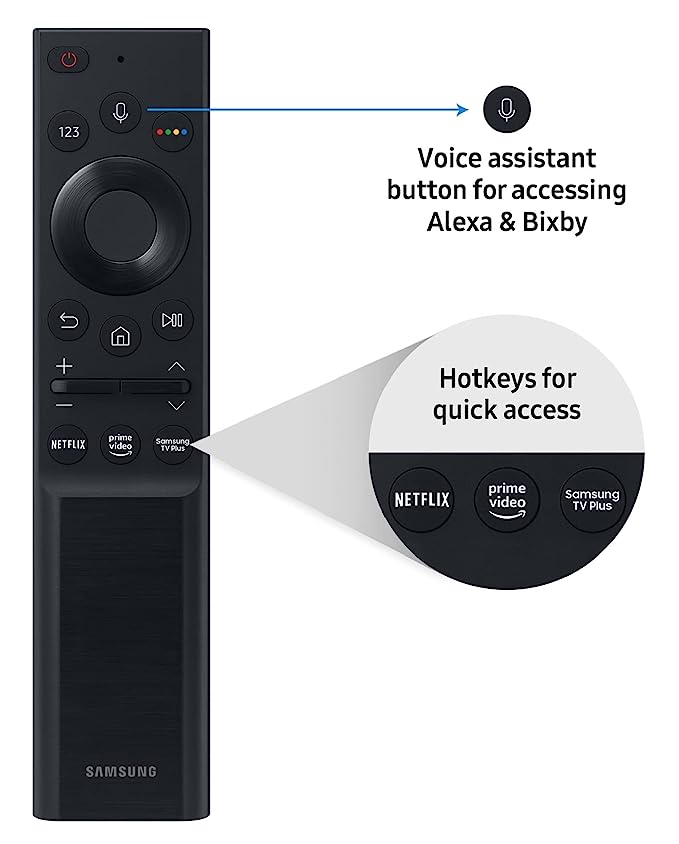 123
Voice assistant
button for accessing
Alexa & Bixby
Hotkeys for
quick access
NETFLIX
prime
video
Samsung
TV Plus
NETFLIX
prime
video
Samsung
TV Plus
SAMSUNG